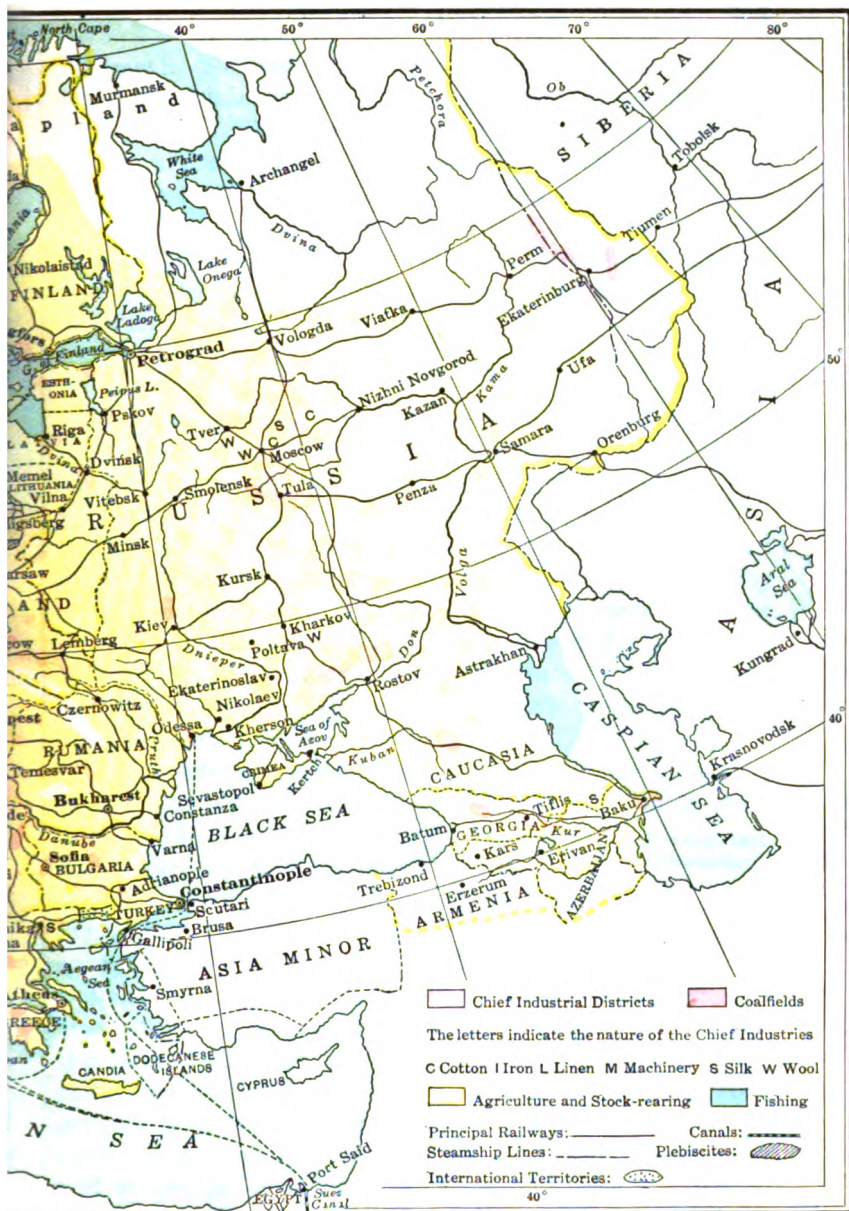 North Cape
40°
50°
60°
70°
80°
Murmansk
a p l a n d
Petchora
Ob
SIBERIA
Tobolsk
White Sea
Archangel
Dvina
Tiumen
Nikolaistad
Lake Onega
Perm
FINLAND
Lake Ladoga
Viatka
Ekaterinburg
Vologda
G. of Finland
Petrograd
50°
ESTHONIA
Peipus L.
Nizhni Novgorod
Kama
Ufa
Pskov
Kazan
S C
Riga
Tver
W
W C
Moscow
Samara
Orenburg
Dvina
Dvinsk
Memel
LITHUANIA
Vilna
Vitebsk
Smolensk
Tula
Penza
RUSSIA
Minsk
Volga
ASIA
Aral Sea
Kursk
Kiev
Kharkov
W
Lemberg
Poltava
Don
Astrakhan
Kungrad
Dnieper
Ekaterinoslav
Rostov
Czernowitz
Nikolaev
40°
Odessa
Kherson
Sea of Azov
CASPIAN SEA
RUMANIA
Pruth
Kuban
CAUCASIA
Krasnovodsk
Temesvar
CRIMEA
Kertch
Sevastopol
Bukharest
Constanza
BLACK SEA
Tiflis
S
Baku
Batum
GEORGIA
Kur
Danube
Varna
Kars
Erivan
Sofia
BULGARIA
Trebizond
AZERBAIJAN
Adrianople
Erzerum
Constantinople
ARMENIA
TURKEY
Scutari
Brusa
S
Gallipoli
ASIA MINOR
Aegean Sea
Smyrna
GREECE
DODECANESE ISLANDS
CANDIA
CYPRUS
N SEA
Port Said
EGYPT
Suez Canal
40°
Chief Industrial Districts Coalfields
The letters indicate the nature of the Chief Industries
C Cotton I Iron L Linen M Machinery S Silk W Wool
Agriculture and Stock-rearing Fishing
Principal Railways: Canals:
Steamship Lines: Plebiscites:
International Territories: